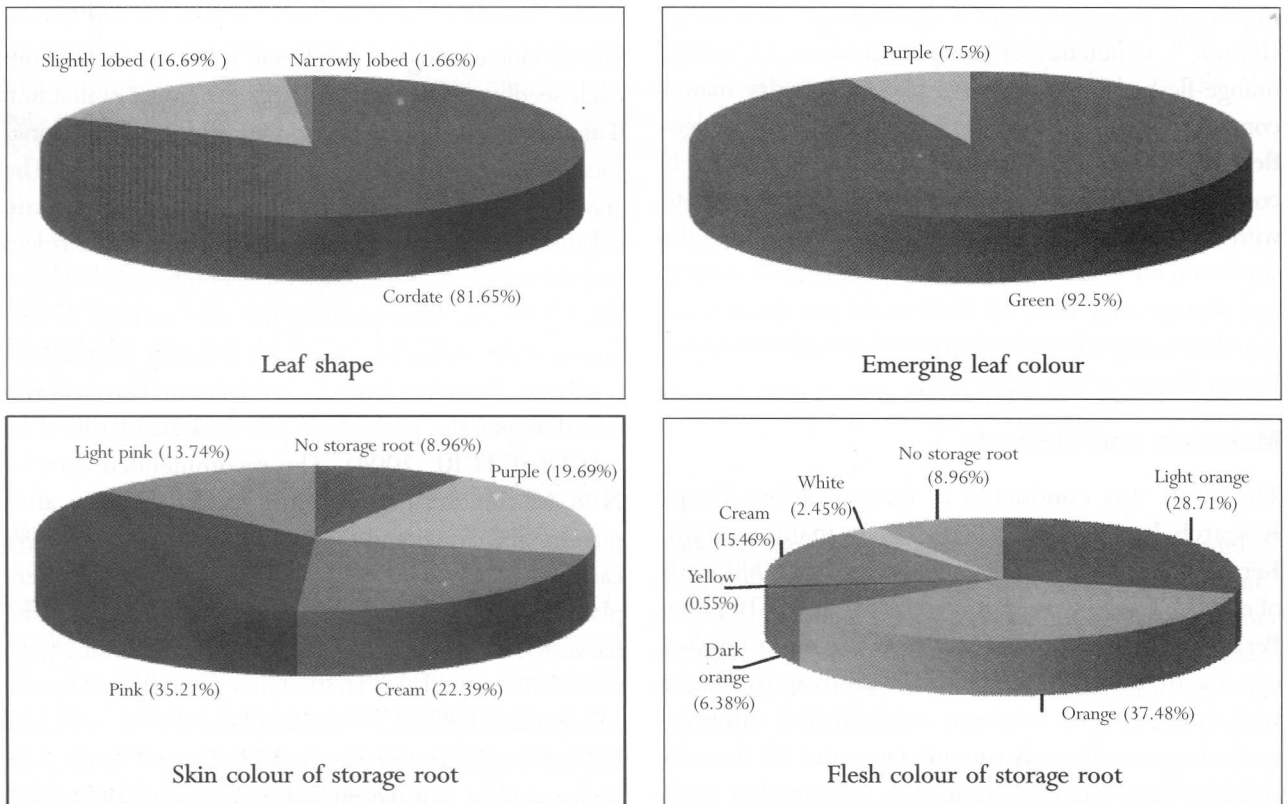 Slightly lobed (16.69% )
Narrowly lobed (1.66%)
Cordate (81.65%)
Leaf shape
Purple (7.5%)
Green (92.5%)
Emerging leaf colour
Light pink (13.74%)
No storage root (8.96%)
Purple (19.69%)
Pink (35.21%)
Cream (22.39%)
Skin colour of storage root
No storage root
(8.96%)
Light orange
(28.71%)
White
(2.45%)
Cream
(15.46%)
Yellow
(0.55%)
Dark
orange
(6.38%)
Orange (37.48%)
Flesh colour of storage root